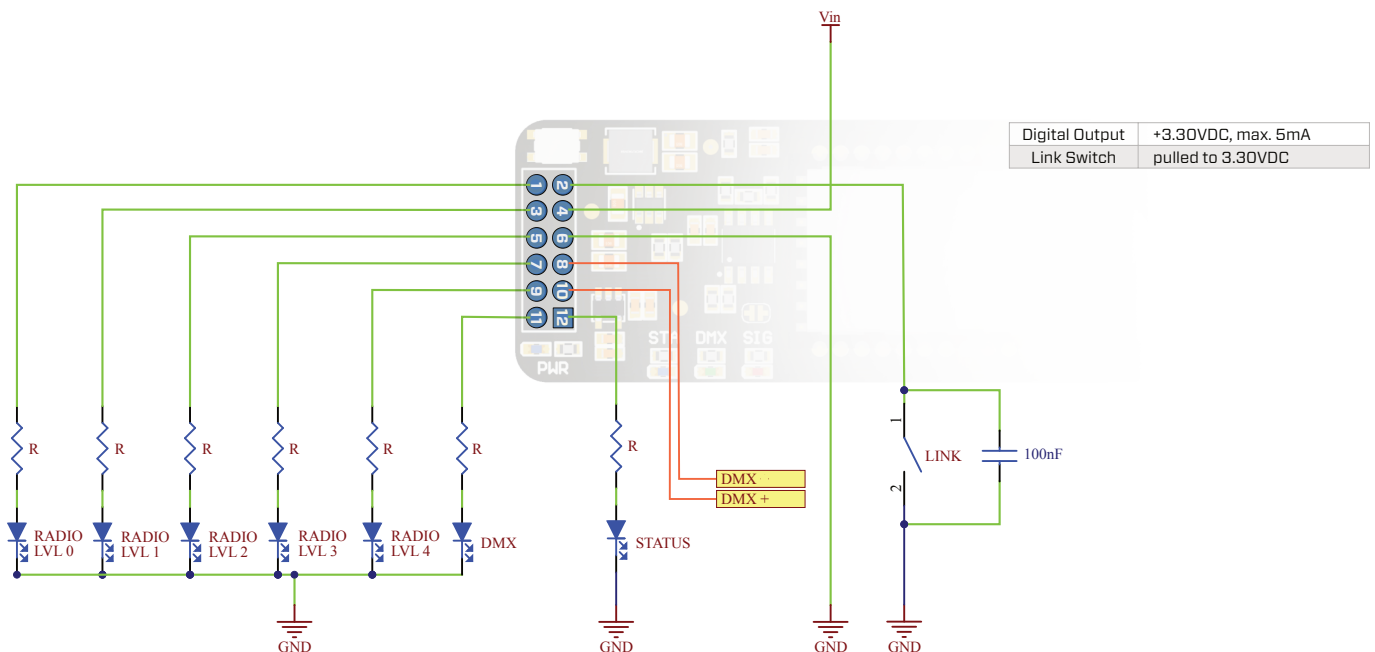 Vin
Digital Output +3.30VDC, max. 5mA
Link Switch pulled to 3.30VDC
1 2
3 4
5 6
7 8
9 10
11 12
STA DMX SIG
PWR
R
R
R
R
R
R
R
1
LINK
2
100nF
DMX
DMX +
RADIO
LVL 0
RADIO
LVL 1
RADIO
LVL 2
RADIO
LVL 3
RADIO
LVL 4
DMX
STATUS
GND
GND
GND
GND